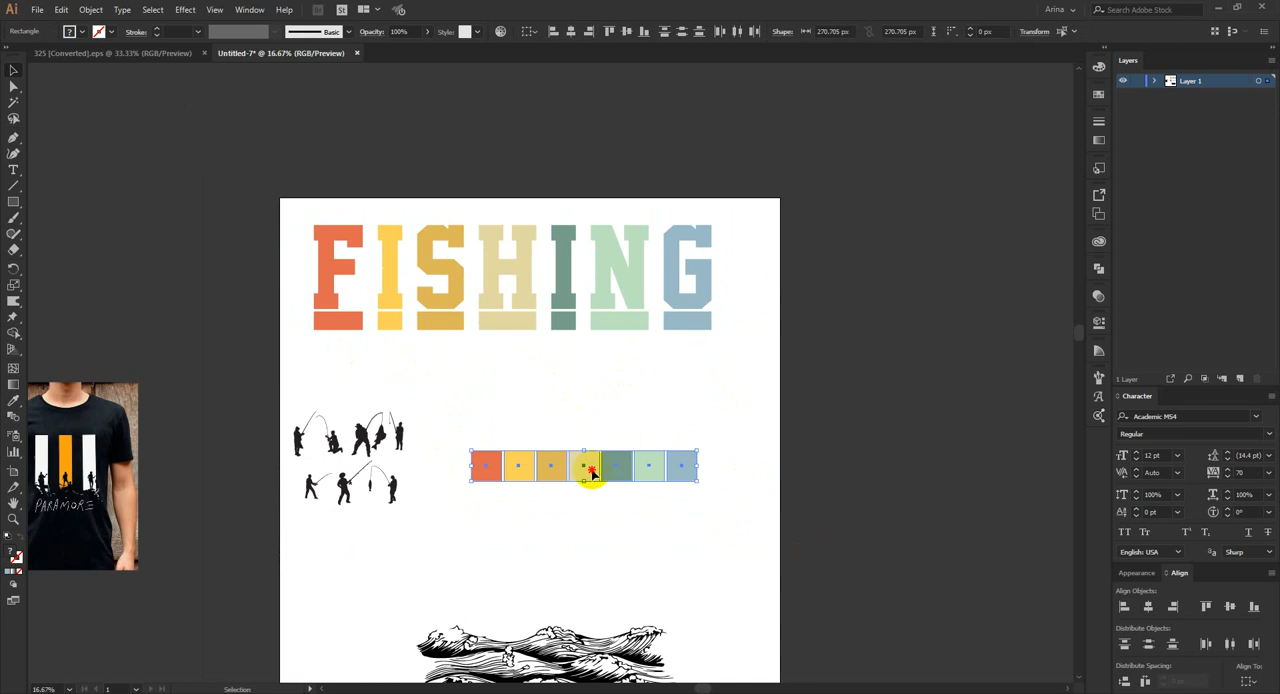 Ai File Edit Object Type Select Effect View Window Help Br St Arina Search Adobe Stock
Rectangle Stroke: Basic Opacity: 100% Style: Shape: 270.705 px 270.705 px 0 px Transform
325 [Converted].eps @ 33.33% (RGB/Preview) × Untitled-7* @ 16.67% (RGB/Preview) ×
Layers
Layer 1
FISHING
1 Layer
Character
Academic M54
Regular
12 pt (14.4 pt)
Auto 70
100% 100%
0 pt 0°
English: USA Sharp
PARAMORE
Appearance Align
Align Objects:
Distribute Objects:
Distribute Spacing: Align To:
16.67% 1 Selection